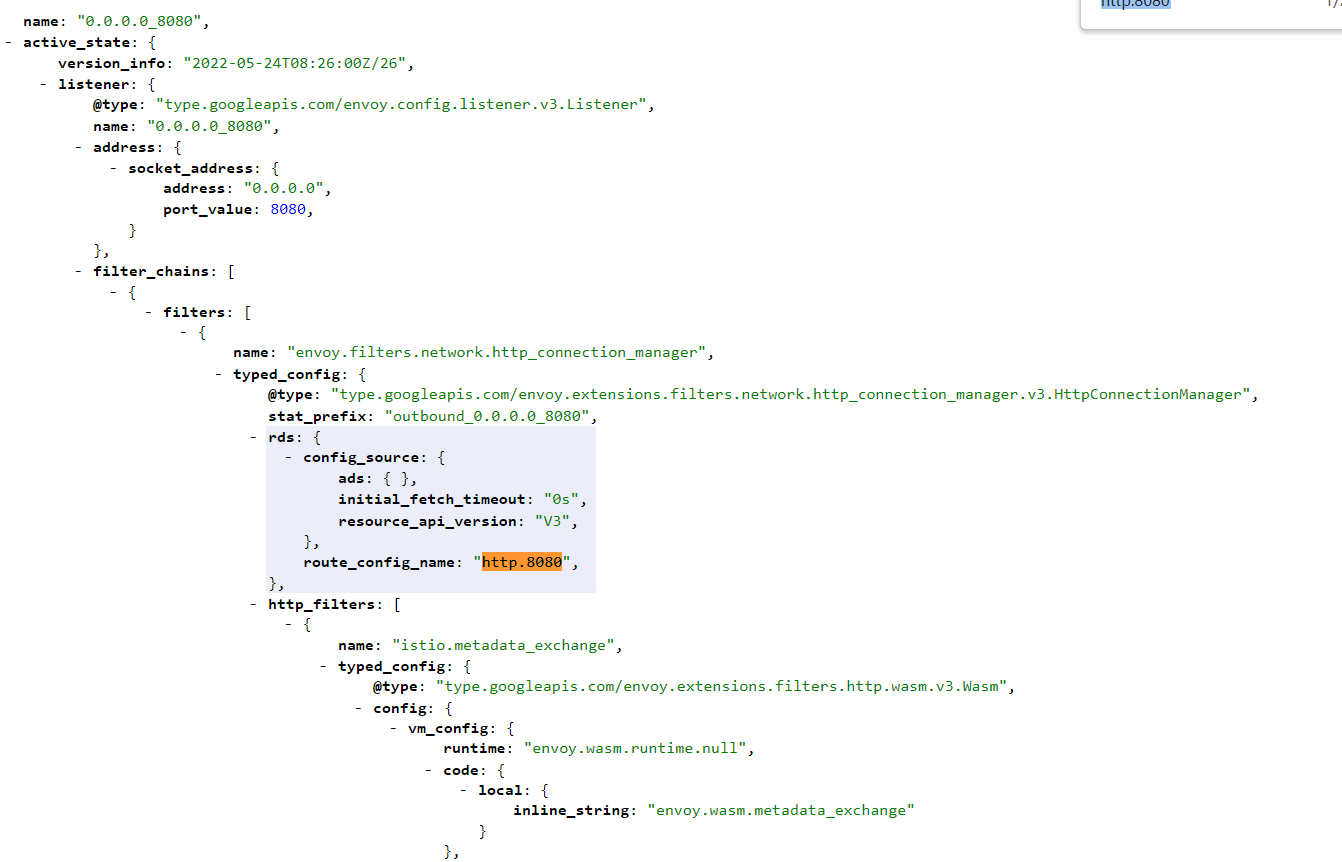 http.8080
name: "0.0.0.0_8080",
- active_state: {
version_info: "2022-05-24T08:26:00Z/26",
- listener: {
@type: "type.googleapis.com/envoy.config.listener.v3.Listener",
name: "0.0.0.0_8080",
- address: {
- socket_address: {
address: "0.0.0.0",
port_value: 8080,
}
},
- filter_chains: [
- {
- filters: [
- {
name: "envoy.filters.network.http_connection_manager",
- typed_config: {
@type: "type.googleapis.com/envoy.extensions.filters.network.http_connection_manager.v3.HttpConnectionManager",
stat_prefix: "outbound_0.0.0.0_8080",
- rds: {
- config_source: {
ads: { },
initial_fetch_timeout: "0s",
resource_api_version: "V3",
},
route_config_name: "http.8080",
},
- http_filters: [
- {
name: "istio.metadata_exchange",
- typed_config: {
@type: "type.googleapis.com/envoy.extensions.filters.http.wasm.v3.Wasm",
- config: {
- vm_config: {
runtime: "envoy.wasm.runtime.null",
- code: {
- local: {
inline_string: "envoy.wasm.metadata_exchange"
}
},